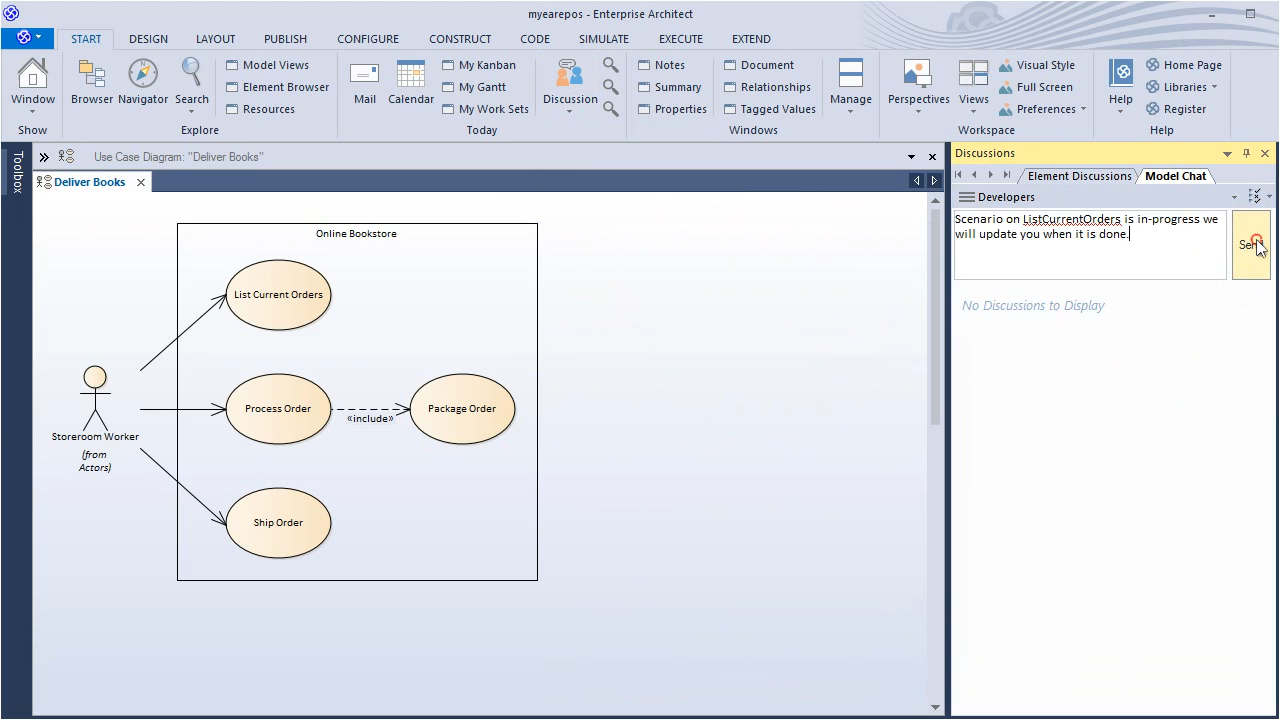 myearepos - Enterprise Architect
START DESIGN LAYOUT PUBLISH CONFIGURE CONSTRUCT CODE SIMULATE EXECUTE EXTEND
Window
Show
Browser
Navigator
Search
Model Views
Element Browser
Resources
Explore
Mail
Calendar
My Kanban
My Gantt
My Work Sets
Today
Discussion
Notes
Summary
Properties
Document
Relationships
Tagged Values
Windows
Manage
Perspectives
Views
Visual Style
Full Screen
Preferences
Workspace
Help
Home Page
Libraries
Register
Help
Toolbox
Use Case Diagram: "Deliver Books"
Deliver Books
Online Bookstore
List Current Orders
Process Order
«include»
Package Order
Ship Order
Storeroom Worker
(from
Actors)
Discussions
Element Discussions Model Chat
Developers
Scenario on ListCurrentOrders is in-progress we
will update you when it is done.
Send
No Discussions to Display